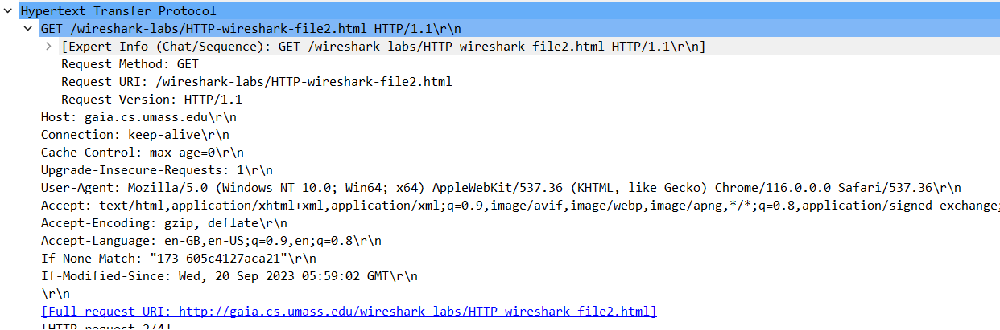 Hypertext Transfer Protocol
GET /wireshark-labs/HTTP-wireshark-file2.html HTTP/1.1\r\n
[Expert Info (Chat/Sequence): GET /wireshark-labs/HTTP-wireshark-file2.html HTTP/1.1\r\n]
Request Method: GET
Request URI: /wireshark-labs/HTTP-wireshark-file2.html
Request Version: HTTP/1.1
Host: gaia.cs.umass.edu\r\n
Connection: keep-alive\r\n
Cache-Control: max-age=0\r\n
Upgrade-Insecure-Requests: 1\r\n
User-Agent: Mozilla/5.0 (Windows NT 10.0; Win64; x64) AppleWebKit/537.36 (KHTML, like Gecko) Chrome/116.0.0.0 Safari/537.36\r\n
Accept: text/html,application/xhtml+xml,application/xml;q=0.9,image/avif,image/webp,image/apng,*/*;q=0.8,application/signed-exchange;
Accept-Encoding: gzip, deflate\r\n
Accept-Language: en-GB,en-US;q=0.9,en;q=0.8\r\n
If-None-Match: "173-605c4127aca21"\r\n
If-Modified-Since: Wed, 20 Sep 2023 05:59:02 GMT\r\n
\r\n
[Full request URI: http://gaia.cs.umass.edu/wireshark-labs/HTTP-wireshark-file2.html]
[HTTP request 2/4]